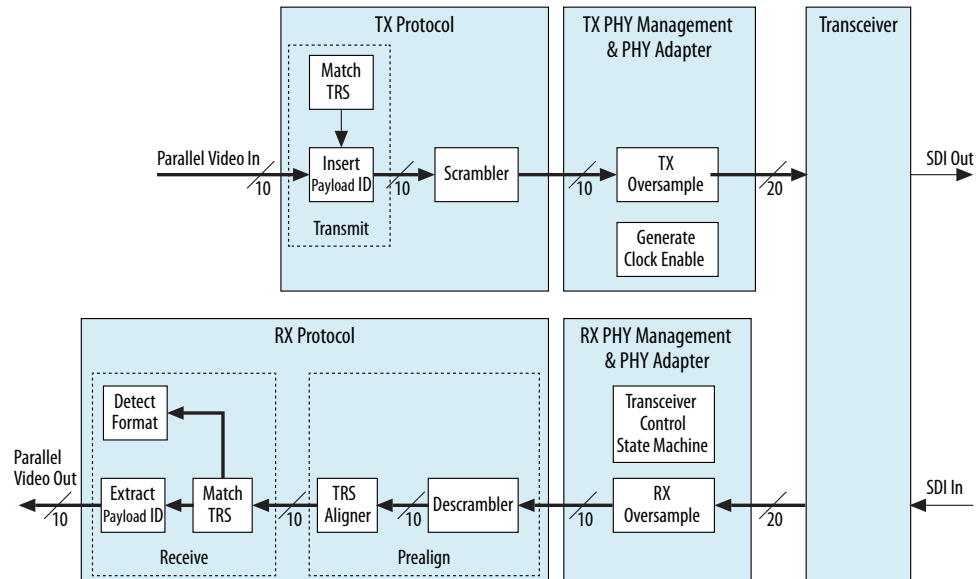 TX Protocol
TX PHY Management
& PHY Adapter
Transceiver
Match
TRS
Parallel Video In
10
Insert
Payload ID
10
Scrambler
10
TX
Oversample
20
SDI Out
Transmit
Generate
Clock Enable
RX Protocol
RX PHY Management
& PHY Adapter
Detect
Format
Transceiver
Control
State Machine
Parallel
Video Out
10
Extract
Payload ID
Match
TRS
10
TRS
Aligner
10
Descrambler
10
RX
Oversample
20
SDI In
Receive
Prealign